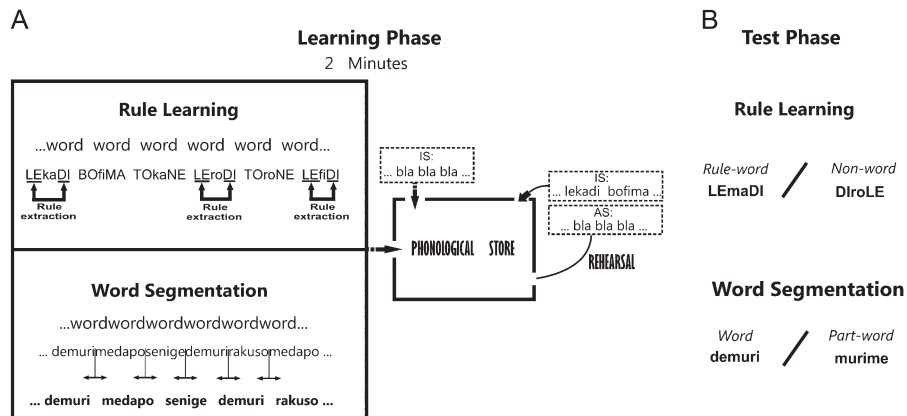 A
Learning Phase
2 Minutes
Rule Learning
...word word word word word word...
LEkaDI BOfiMA TOkaNE LEroDI TOroNE LEfiDI
Rule extraction
Rule extraction
Rule extraction
Word Segmentation
...wordwordwordwordwordword...
... demurimedaposenigedemurirakusomedapo ...
... demuri medapo senige demuri rakuso ...
IS:
... bla bla bla ...
IS:
... lekadi bofima ...
AS:
... bla bla bla ...
PHONOLOGICAL STORE
REHEARSAL
B
Test Phase
Rule Learning
Rule-word / Non-word
LEmaDI DIroLE
Word Segmentation
Word / Part-word
demuri murime